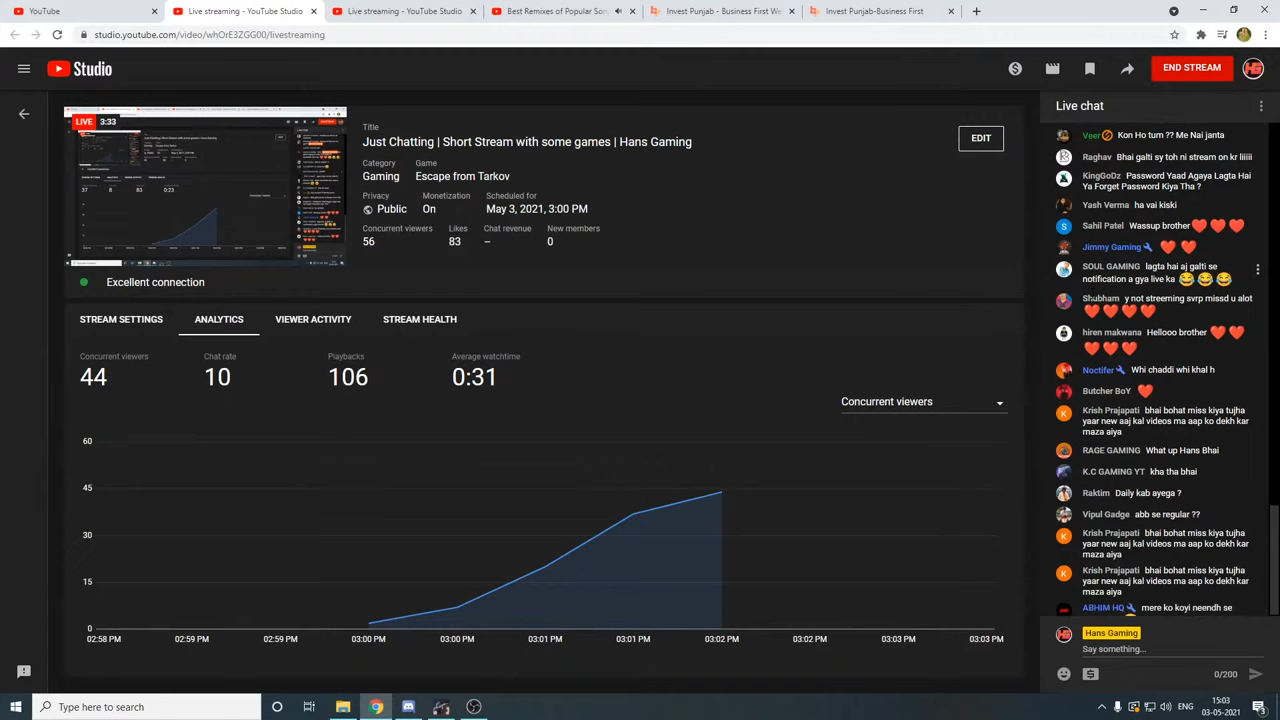 YouTube
Live streaming - YouTube Studio
Live streaming - YouTube Studio
Best Remixes of Popular So
Invest Punjab - Business First We
Invest Punjab|Business First
studio.youtube.com/video/whOrE3ZGG00/livestreaming
Studio
END STREAM
HG
LIVE 3:33
Title
Just Cha
Stream with some games| Hans Gaming
EDIT
Category
Game
Gaming
Escape from Tarkov
Privacy
Monetization
Scheduled for
Public
On
May 3, 2021, 3:00 PM
Concurrent viewers
Likes
Chat revenue
New members
56
83
0
Excellent connection
STREAM SETTINGS
ANALYTICS
VIEWER ACTIVITY
STREAM HEALTH
Concurrent viewers
Chat rate
Playbacks
Average watchtime
44
10
106
0:31
Concurrent viewers
60
45
30
15
0
02:58 PM
02:59 PM
02:59 PM
03:00 PM
03:00 PM
03:01 PM
03:01 PM
03:02 PM
03:02 PM
03:03 PM
03:03 PM
Live chat
Veer Kon Ho tum ?? Me Nai janta
raghav Bhai galti sy to ni stream on kr liiiii
KingGoDz Password Yaad Agaya Lagta Hai
Ya Forget Password Kiya Tha ?
Yash Verma ha vai kiski
Sahil Patel Wassup brother❤️❤️❤️
Jimmy Gaming ❤️❤️
SOUL GAMING lagta hai aj galti se
notification a gya live ka 😂😂😂
Shubham y not streeming svrp missd u alot
❤️❤️❤️❤️
hiren makwana Hellooo brother ❤️❤️
❤️❤️❤️
Noctifer Whi chaddi whi khal h
Butcher BoY ❤️
Krish Prajapati bhai bohat miss kiya tujha
yaar new aaj kal videos ma aap ko dekh kar
maza aiya
RAGE GAMING What up Hans Bhai
K.C GAMING YT kha tha bhai
Raktim Daily kab ayega ?
Vipul Gadge abb se regular ??
Krish Prajapati bhai bohat miss kiya tujha
yaar new aaj kal videos ma aap ko dekh kar
maza aiya
Krish Prajapati bhai bohat miss kiya tujha
yaar new aaj kal videos ma aap ko dekh kar
maza aiya
ABHIM HQ mere ko koyi neendh se
Hans Gaming
Say something...
0/200
Type here to search
ENG
15:03
03-05-2021
3